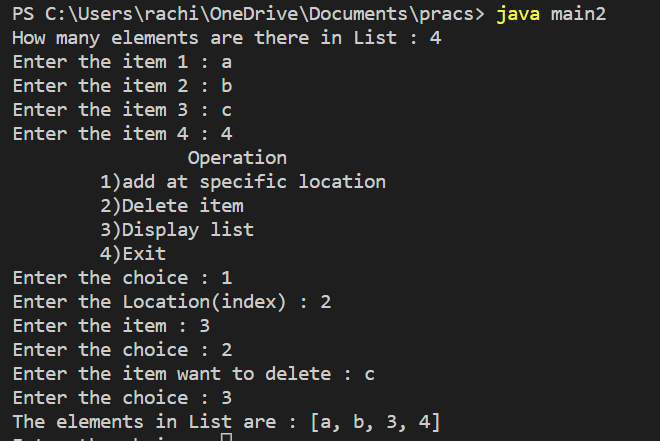 PS C:\Users\rachi\OneDrive\Documents\pracs> java main2
How many elements are there in List : 4
Enter the item 1 : a
Enter the item 2 : b
Enter the item 3 : c
Enter the item 4 : 4
Operation
1)add at specific location
2)Delete item
3)Display list
4)Exit
Enter the choice : 1
Enter the Location(index) : 2
Enter the item : 3
Enter the choice : 2
Enter the item want to delete : c
Enter the choice : 3
The elements in List are : [a, b, 3, 4]